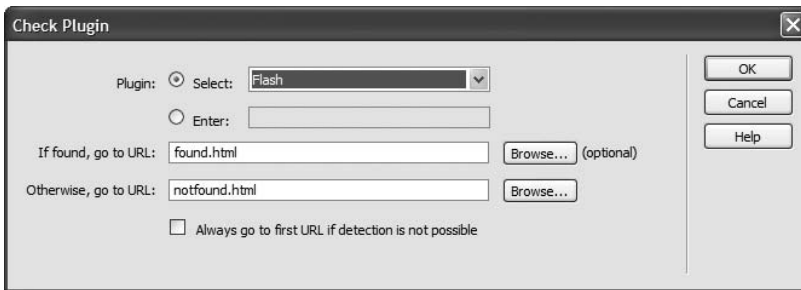 Check Plugin
Plugin: Select: Flash
Enter:
If found, go to URL: found.html Browse... (optional)
Otherwise, go to URL: notfound.html Browse...
Always go to first URL if detection is not possible
OK
Cancel
Help